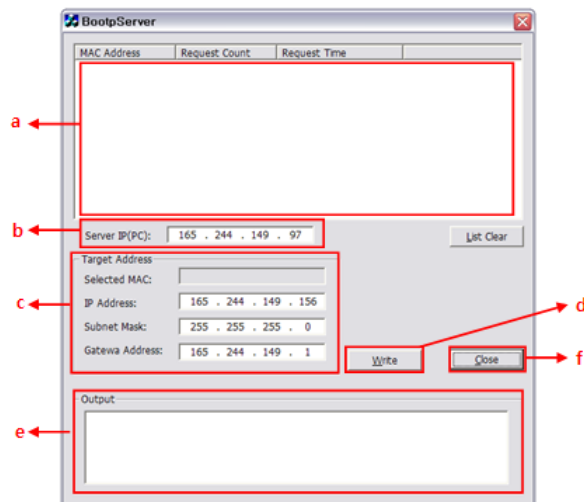 BootpServer
MAC Address Request Count Request Time
a
b
Server IP(PC): 165 . 244 . 149 . 97
List Clear
Target Address
Selected MAC:
c
IP Address: 165 . 244 . 149 . 156
d
Subnet Mask: 255 . 255 . 255 . 0
Gatewa Address: 165 . 244 . 149 . 1
Write
Close
f
Output
e